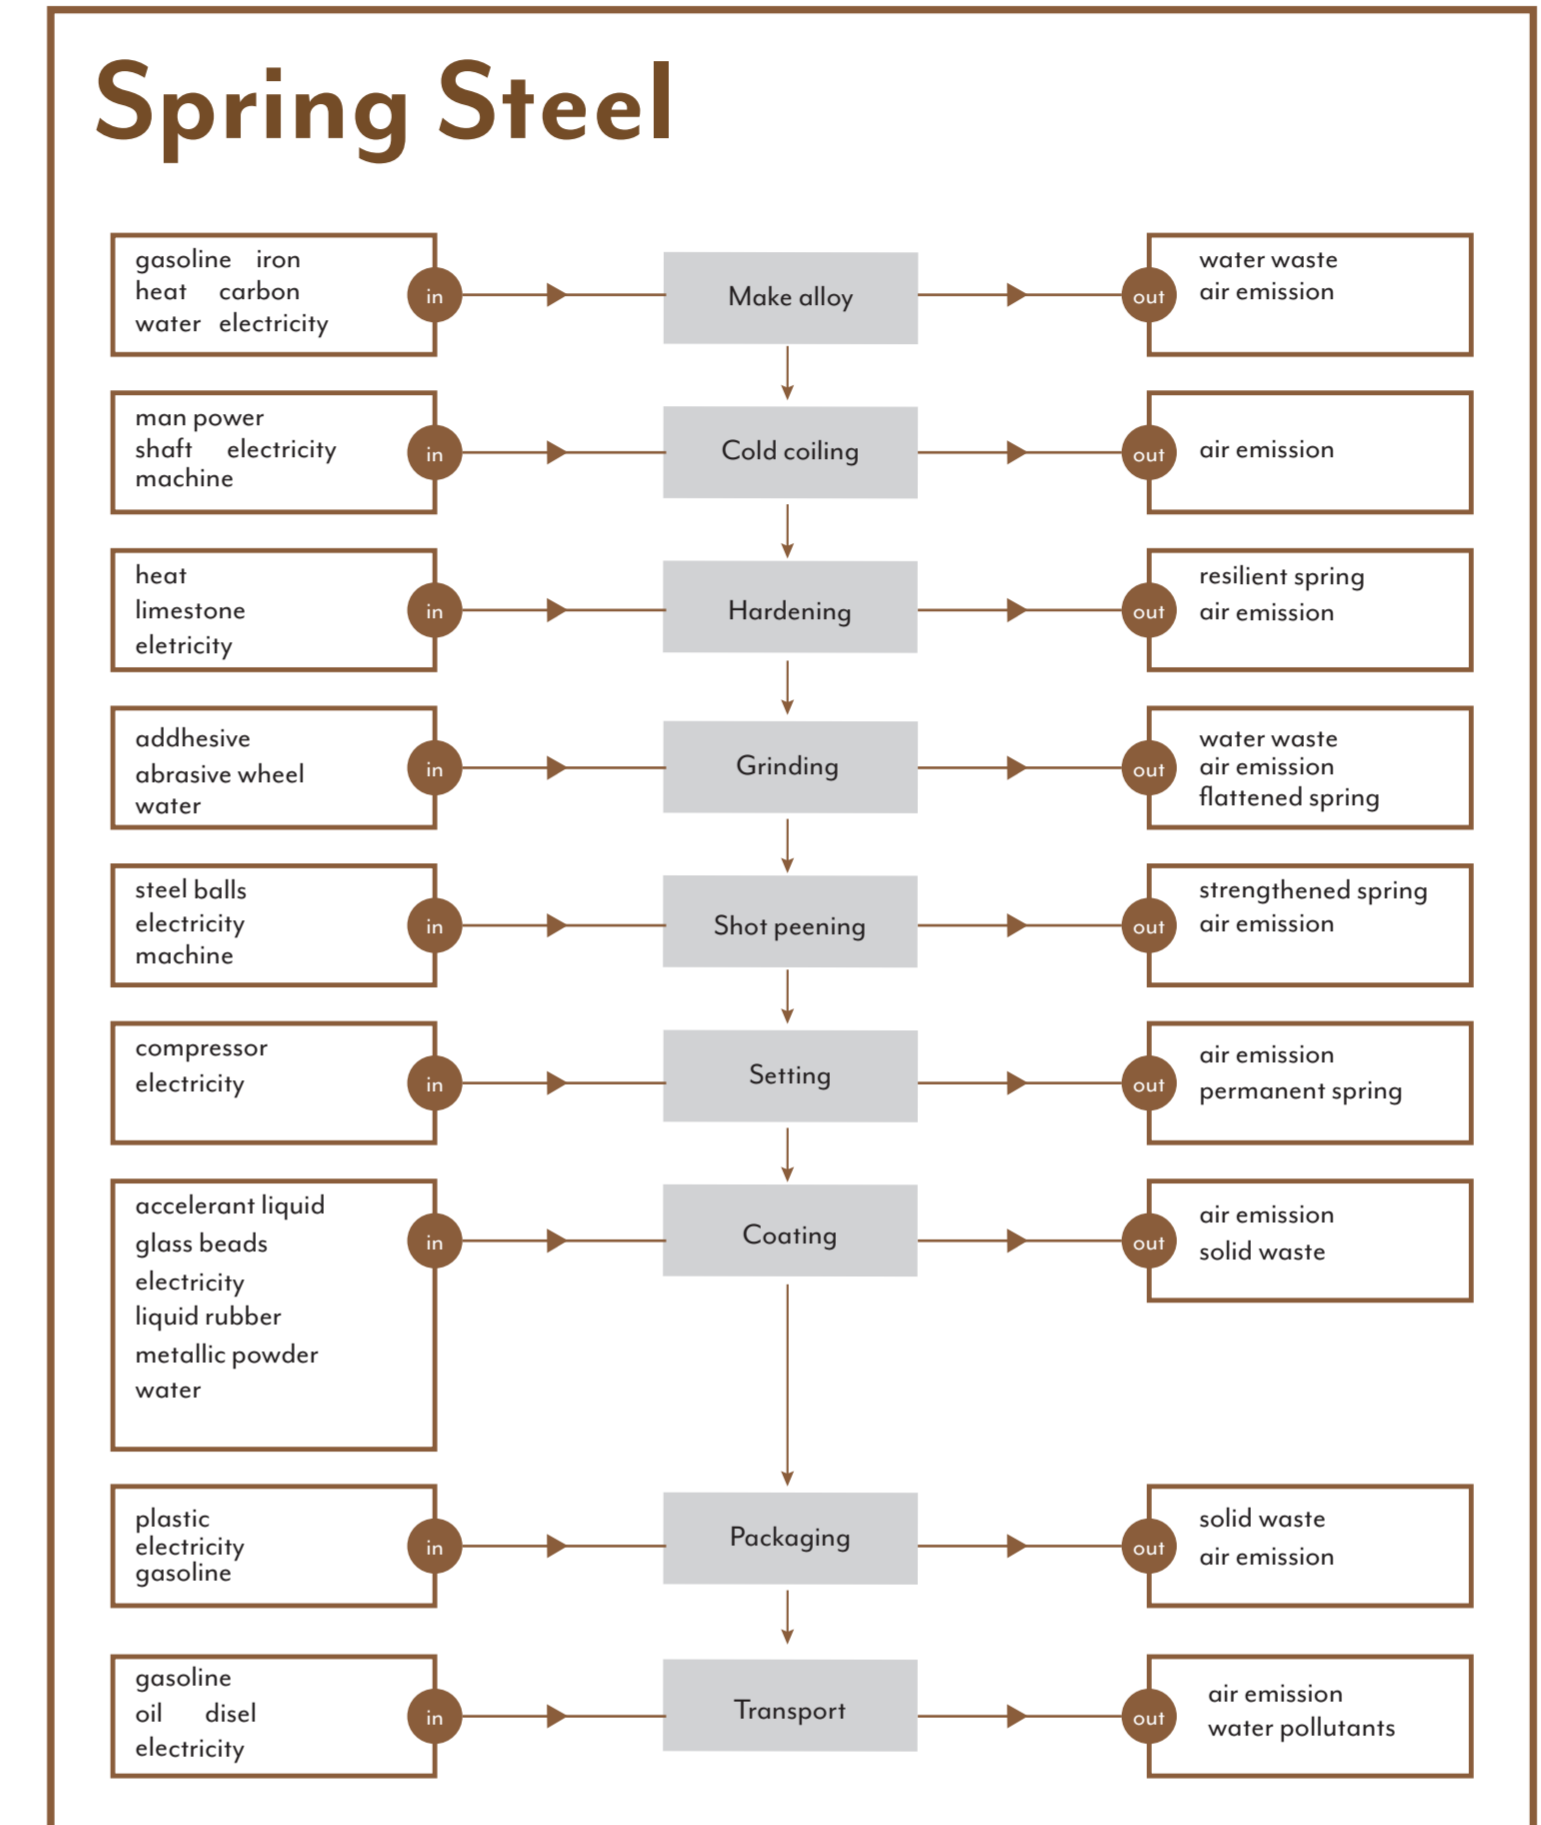 Spring Steel
gasoline iron
heat carbon
water electricity
in
Make alloy
out
water waste
air emission
man power
shaft electricity
machine
in
Cold coiling
out
air emission
heat
limestone
eletricity
in
Hardening
out
resilient spring
air emission
addhesive
abrasive wheel
water
in
Grinding
out
water waste
air emission
flattened spring
steel balls
electricity
machine
in
Shot peening
out
strengthened spring
air emission
compressor
electricity
in
Setting
out
air emission
permanent spring
accelerant liquid
glass beads
electricity
liquid rubber
metallic powder
water
in
Coating
out
air emission
solid waste
plastic
electricity
gasoline
in
Packaging
out
solid waste
air emission
gasoline
oil disel
electricity
in
Transport
out
air emission
water pollutants